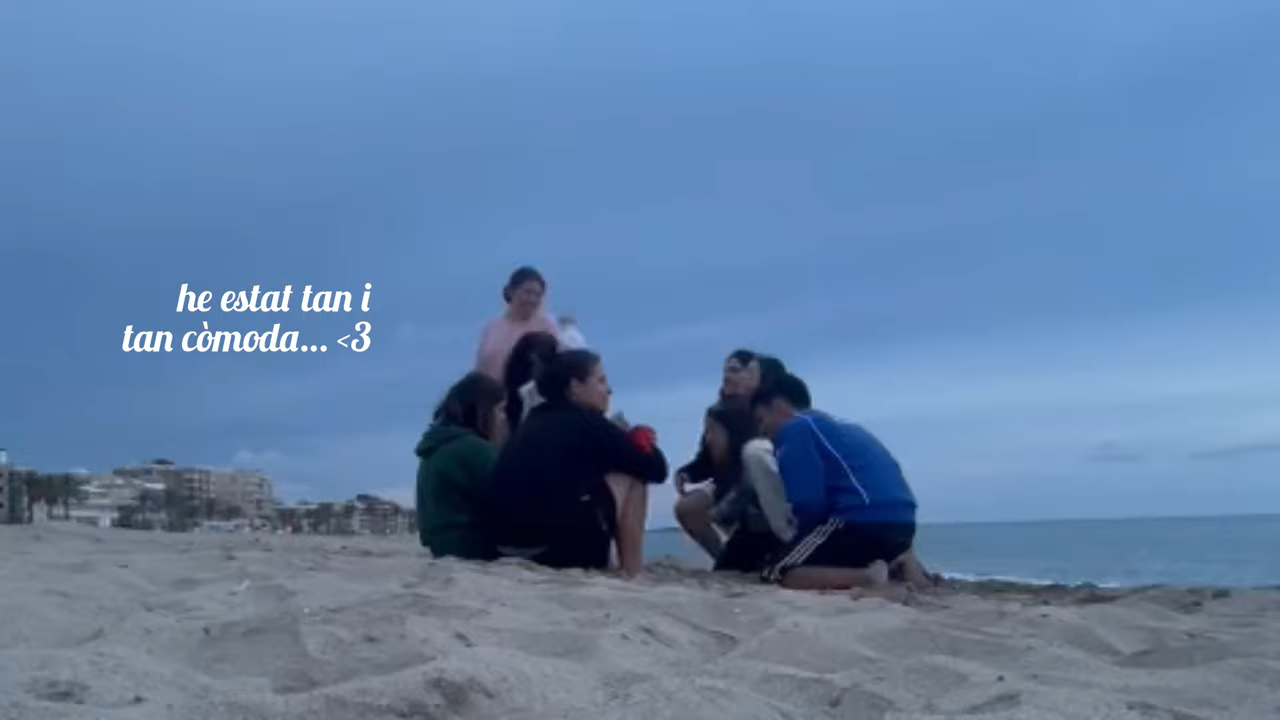 he estat tan i
tan còmoda... <3